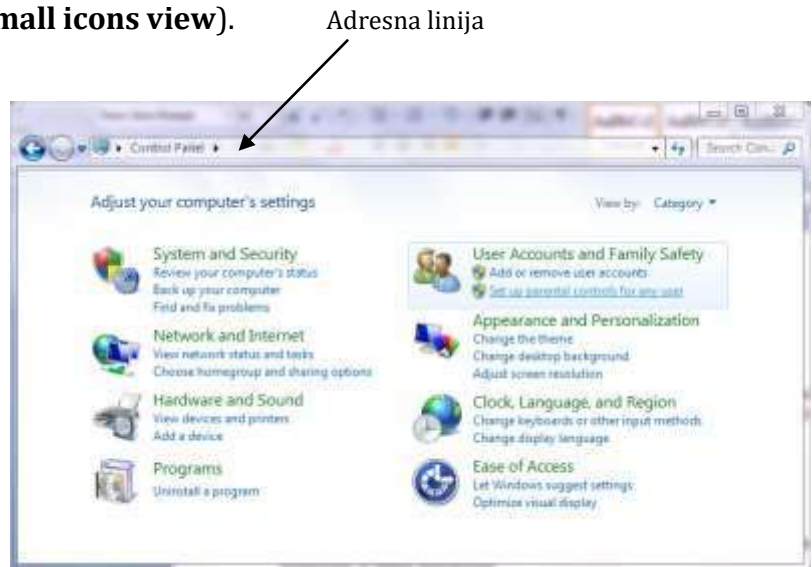 mall icons view). Adresna linija
Control Panel
Search Con...
Adjust your computer's settings
View by: Category
System and Security
Review your computer's status
Back up your computer
Find and fix problems
Network and Internet
View network status and tasks
Choose homegroup and sharing options
Hardware and Sound
View devices and printers
Add a device
Programs
Uninstall a program
User Accounts and Family Safety
Add or remove user accounts
Set up parental controls for any user
Appearance and Personalization
Change the theme
Change desktop background
Adjust screen resolution
Clock, Language, and Region
Change keyboards or other input methods
Change display language
Ease of Access
Let Windows suggest settings
Optimize visual display